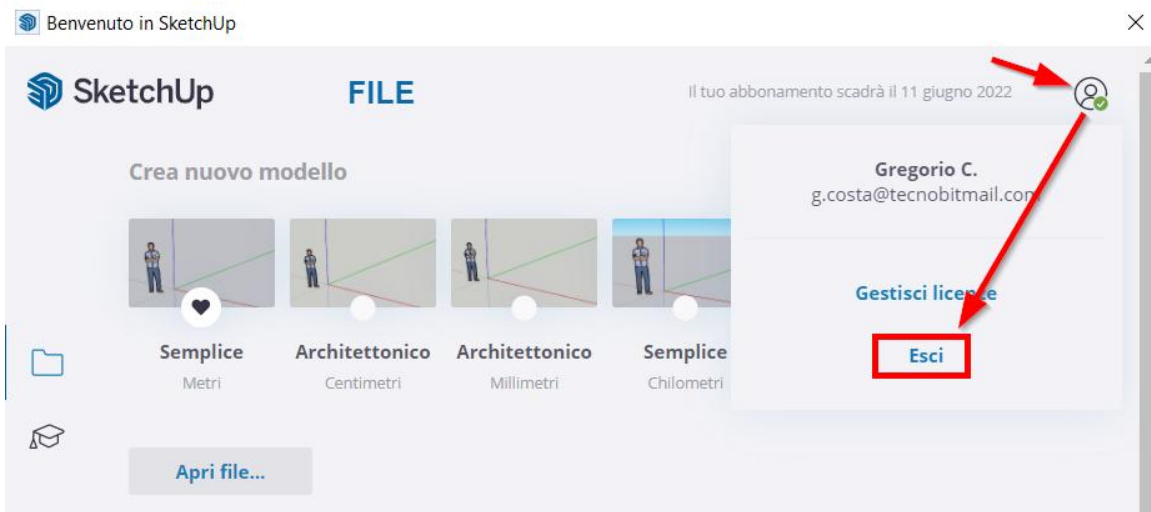 Benvenuto in SketchUp
SketchUp
FILE
Il tuo abbonamento scadrà il 11 giugno 2022
Crea nuovo modello
Gregorio C.
g.costa@tecnobitmail.com
Gestisci licenze
Esci
Semplice
Metri
Architettonico
Centimetri
Architettonico
Millimetri
Semplice
Chilometri
Apri file...